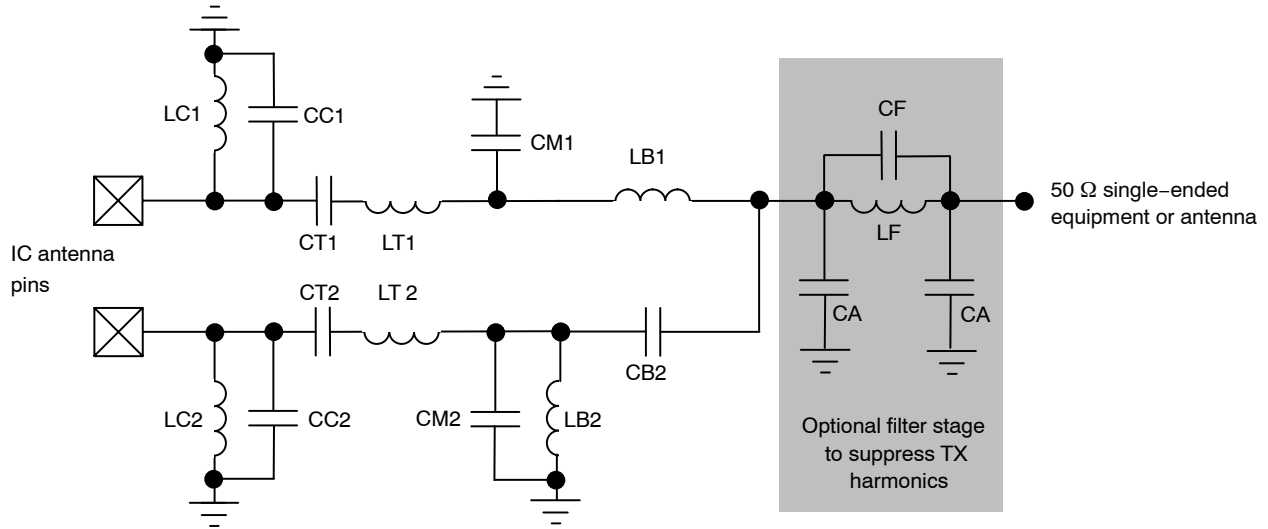 LC1
CC1
CM1
LB1
CF
LF
CT1
LT1
50 Ω single−ended
equipment or antenna
IC antenna
pins
CT2
LT 2
CB2
CA
CA
LC2
CC2
CM2
LB2
Optional filter stage
to suppress TX
harmonics